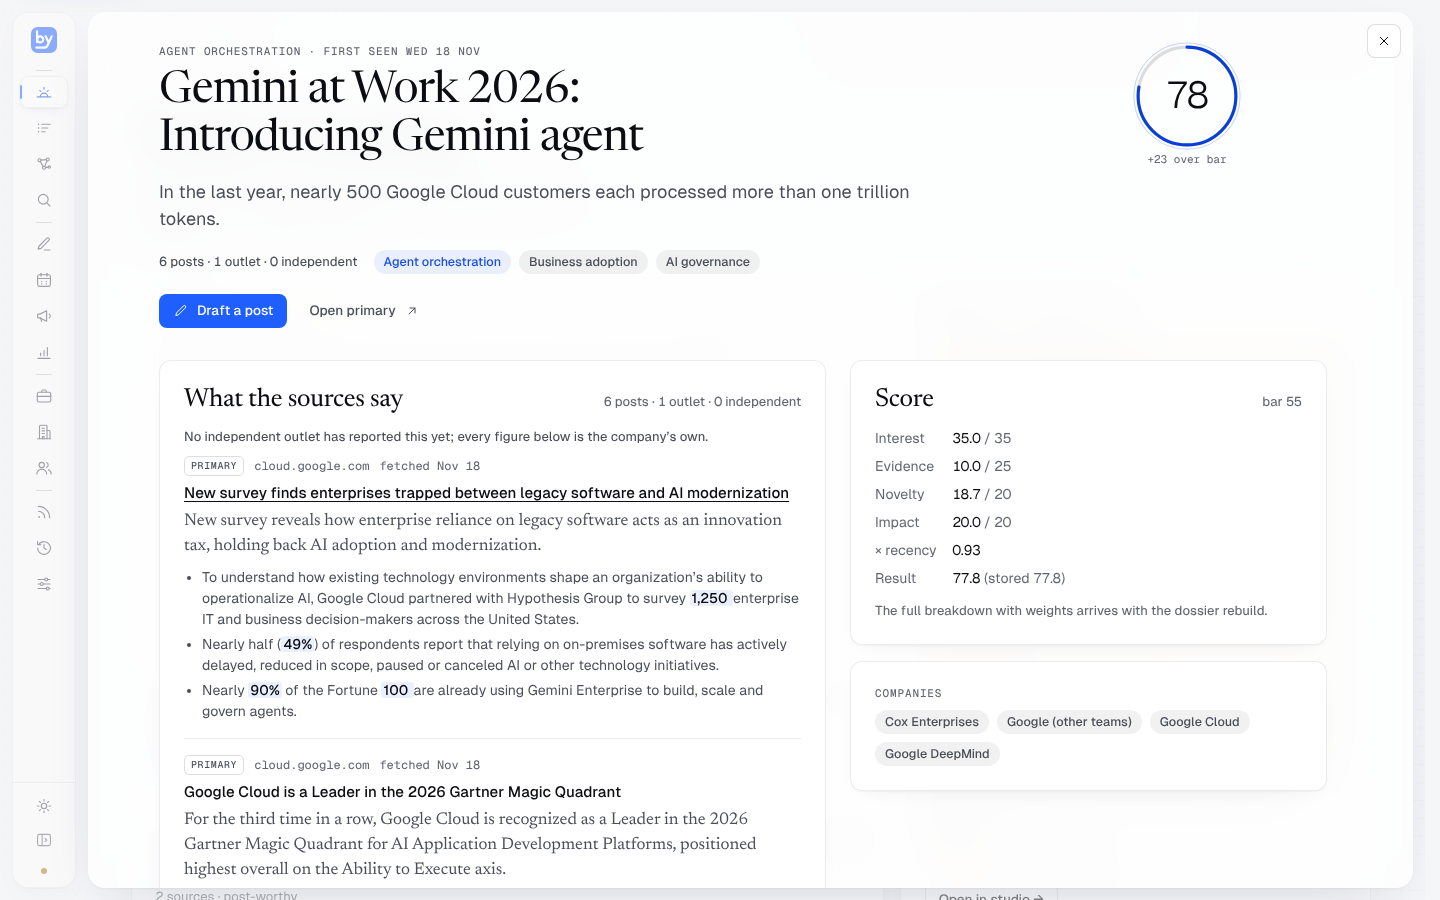 by
AGENT ORCHESTRATION · FIRST SEEN WED 18 NOV
Gemini at Work 2026:
Introducing Gemini agent
78
+23 over bar
In the last year, nearly 500 Google Cloud customers each processed more than one trillion
tokens.
6 posts · 1 outlet · 0 independent
Agent orchestration
Business adoption
AI governance
Draft a post
Open primary
What the sources say
6 posts · 1 outlet · 0 independent
No independent outlet has reported this yet; every figure below is the company's own.
PRIMARY cloud.google.com fetched Nov 18
New survey finds enterprises trapped between legacy software and AI modernization
New survey reveals how enterprise reliance on legacy software acts as an innovation
tax, holding back AI adoption and modernization.
• To understand how existing technology environments shape an organization's ability to
operationalize AI, Google Cloud partnered with Hypothesis Group to survey 1,250 enterprise
IT and business decision-makers across the United States.
• Nearly half (49%) of respondents report that relying on on-premises software has actively
delayed, reduced in scope, paused or canceled AI or other technology initiatives.
• Nearly 90% of the Fortune 100 are already using Gemini Enterprise to build, scale and
govern agents.
PRIMARY cloud.google.com fetched Nov 18
Google Cloud is a Leader in the 2026 Gartner Magic Quadrant
For the third time in a row, Google Cloud is recognized as a Leader in the 2026
Gartner Magic Quadrant for AI Application Development Platforms, positioned
highest overall on the Ability to Execute axis.
Score
bar 55
Interest 35.0 / 35
Evidence 10.0 / 25
Novelty 18.7 / 20
Impact 20.0 / 20
× recency 0.93
Result 77.8 (stored 77.8)
The full breakdown with weights arrives with the dossier rebuild.
COMPANIES
Cox Enterprises
Google (other teams)
Google Cloud
Google DeepMind
2 sources · post-worthy
Open in studio →